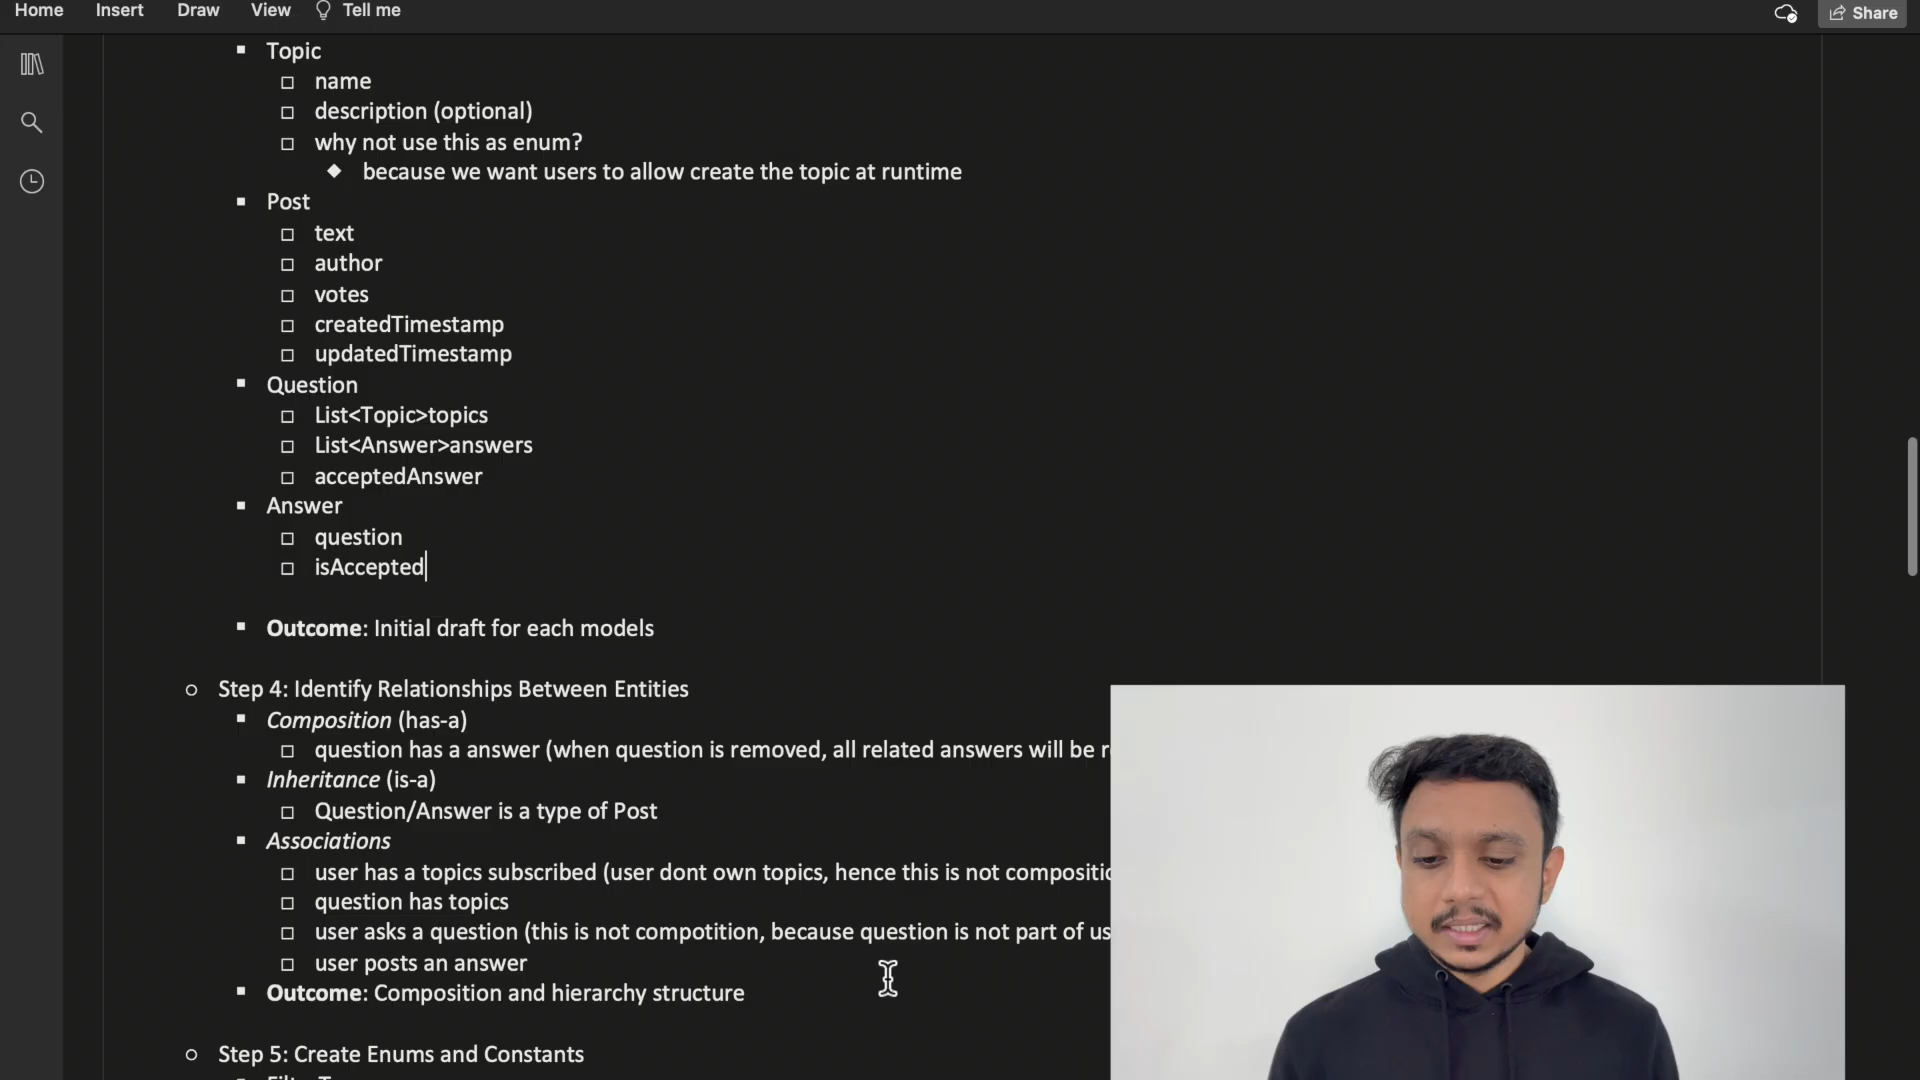 Home Insert Draw View Tell me Share
Topic
name
description (optional)
why not use this as enum?
because we want users to allow create the topic at runtime
Post
text
author
votes
createdTimestamp
updatedTimestamp
Question
List<Topic>topics
List<Answer>answers
acceptedAnswer
Answer
question
isAccepted
Outcome: Initial draft for each models
Step 4: Identify Relationships Between Entities
Composition (has-a)
question has a answer (when question is removed, all related answers will be
Inheritance (is-a)
Question/Answer is a type of Post
Associations
user has a topics subscribed (user dont own topics, hence this is not
question has topics
user asks a question (this is not compotition, because question is not part of
user posts an answer
Outcome: Composition and hierarchy structure
Step 5: Create Enums and Constants